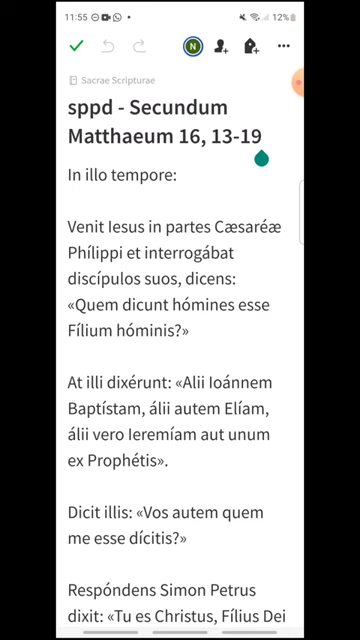 11:55
12%
N
Sacrae Scripturae
sppd - Secundum
Matthaeum 16, 13-19
In illo tempore:
Venit Iesus in partes Cæsaréæ
Phílippi et interrogábat
discípulos suos, dicens:
«Quem dicunt hómines esse
Fílium hóminis?»
At illi dixérunt: «Alii Ioánnem
Baptístam, álii autem Elíam,
álii vero Ieremíam aut unum
ex Prophétis».
Dicit illis: «Vos autem quem
me esse dícitis?»
Respóndens Simon Petrus
dixit: «Tu es Christus, Fílius Dei